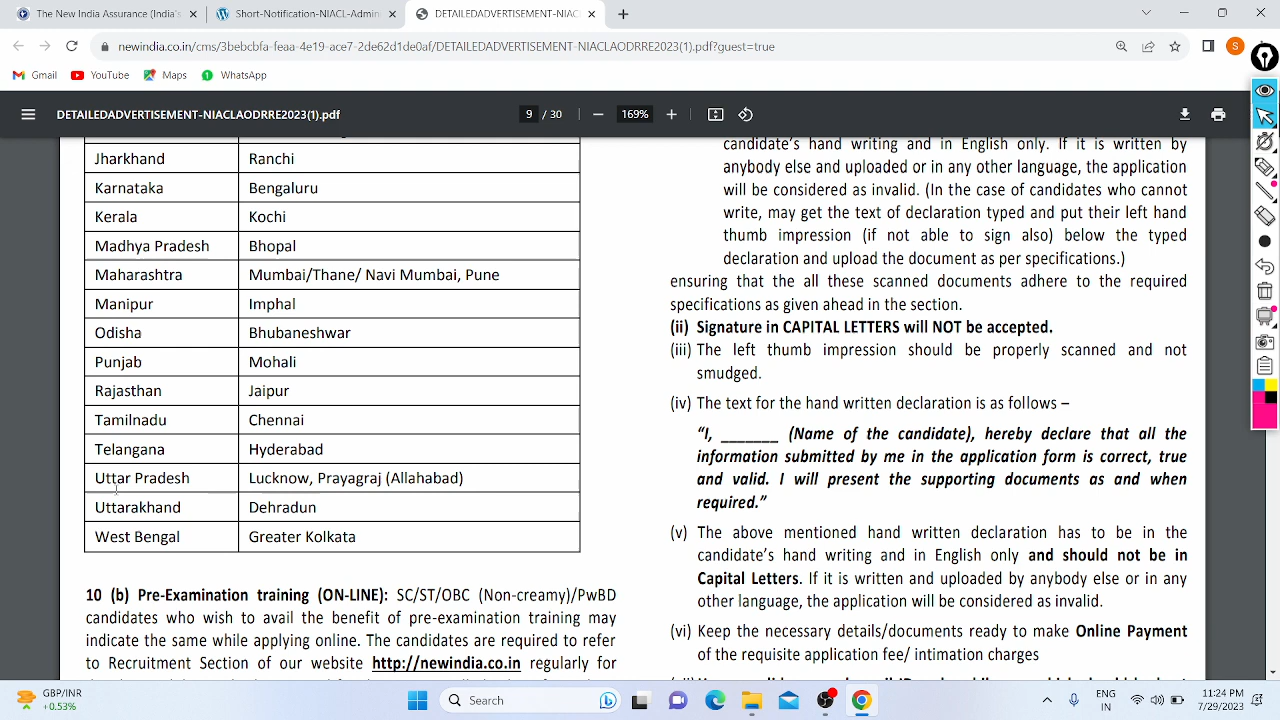 The New India Assurance (India's
Short-Notification-NIACL-Admin
DETAILEDADVERTISEMENT-NIACL
newindia.co.in/cms/3bebcbfa-feaa-4e19-ace7-2de62d1de0af/DETAILEDADVERTISEMENT-NIACLAODRRE2023(1).pdf?guest=true
S
Gmail
YouTube
Maps
WhatsApp
DETAILEDADVERTISEMENT-NIACLAODRRE2023(1).pdf
9 / 30
169%
Jharkhand Ranchi
Karnataka Bengaluru
Kerala Kochi
Madhya Pradesh Bhopal
Maharashtra Mumbai/Thane/ Navi Mumbai, Pune
Manipur Imphal
Odisha Bhubaneshwar
Punjab Mohali
Rajasthan Jaipur
Tamilnadu Chennai
Telangana Hyderabad
Uttar Pradesh Lucknow, Prayagraj (Allahabad)
Uttarakhand Dehradun
West Bengal Greater Kolkata
10 (b) Pre-Examination training (ON-LINE): SC/ST/OBC (Non-creamy)/PwBD
candidates who wish to avail the benefit of pre-examination training may
indicate the same while applying online. The candidates are required to refer
to Recruitment Section of our website http://newindia.co.in regularly for
candidate's hand writing and in English only. If it is written by
anybody else and uploaded or in any other language, the application
will be considered as invalid. (In the case of candidates who cannot
write, may get the text of declaration typed and put their left hand
thumb impression (if not able to sign also) below the typed
declaration and upload the document as per specifications.)
ensuring that the all these scanned documents adhere to the required
specifications as given ahead in the section.
(ii) Signature in CAPITAL LETTERS will NOT be accepted.
(iii) The left thumb impression should be properly scanned and not
smudged.
(iv) The text for the hand written declaration is as follows –
"I, _______ (Name of the candidate), hereby declare that all the
information submitted by me in the application form is correct, true
and valid. I will present the supporting documents as and when
required."
(v) The above mentioned hand written declaration has to be in the
candidate's hand writing and in English only and should not be in
Capital Letters. If it is written and uploaded by anybody else or in any
other language, the application will be considered as invalid.
(vi) Keep the necessary details/documents ready to make Online Payment
of the requisite application fee/ intimation charges
GBP/INR
+0.53%
Search
ENG
IN
11:24 PM
7/29/2023